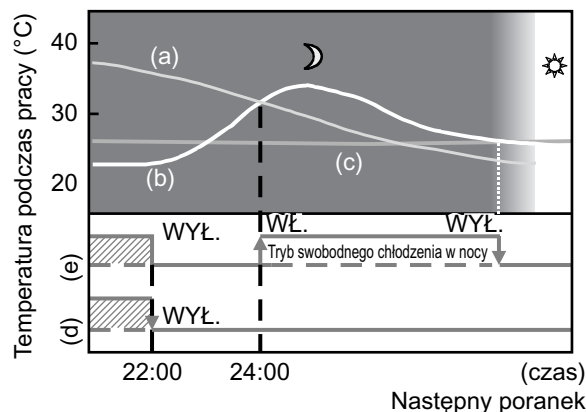 Temperatura podczas pracy (°C)
40
30
20
(a)
(b)
(c)
(e)
WYŁ.
WŁ.
WYŁ.
Tryb swobodnego chłodzenia w nocy
(d)
WYŁ.
22:00
24:00
(czas)
Następny poranek